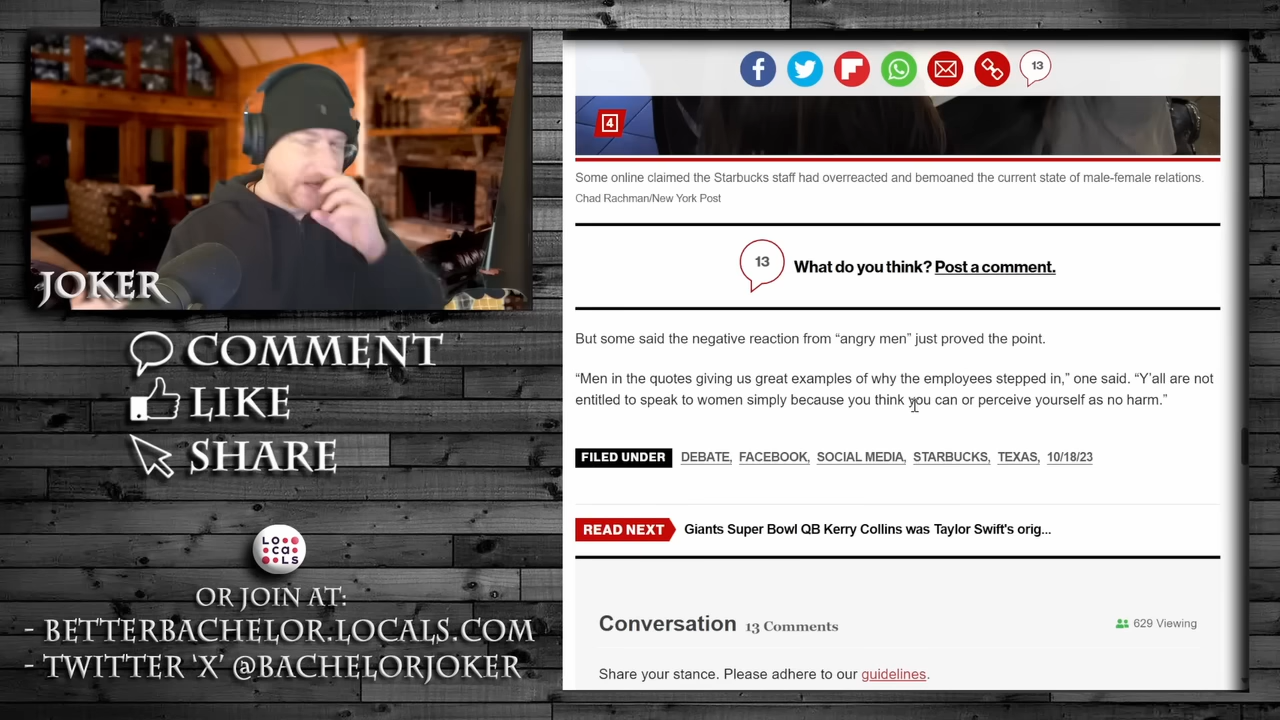 JOKER
COMMENT
LIKE
SHARE
LOCALS
OR JOIN AT:
- BETTERBACHELOR.LOCALS.COM
- TWITTER 'X' @BACHELORJOKER
13
4
Some online claimed the Starbucks staff had overreacted and bemoaned the current state of male-female relations.
Chad Rachman/New York Post
13
What do you think? Post a comment.
But some said the negative reaction from “angry men” just proved the point.
“Men in the quotes giving us great examples of why the employees stepped in,” one said. “Y’all are not
entitled to speak to women simply because you think you can or perceive yourself as no harm.”
FILED UNDER DEBATE, FACEBOOK, SOCIAL MEDIA, STARBUCKS, TEXAS, 10/18/23
READ NEXT Giants Super Bowl QB Kerry Collins was Taylor Swift's orig...
Conversation 13 Comments
629 Viewing
Share your stance. Please adhere to our guidelines.